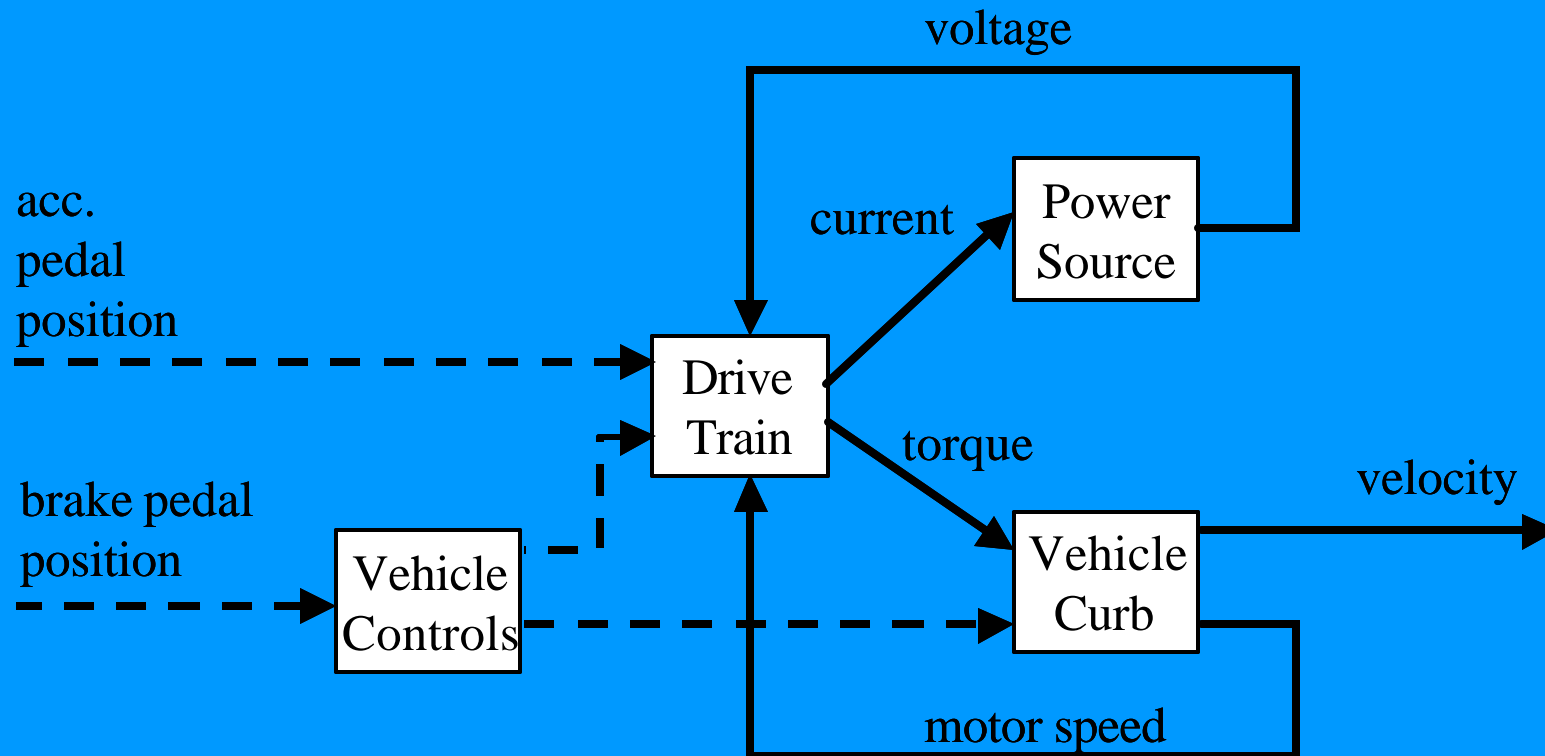 voltage
acc.
pedal
position
current
Power
Source
Drive
Train
torque
velocity
brake pedal
position
Vehicle
Controls
Vehicle
Curb
motor speed